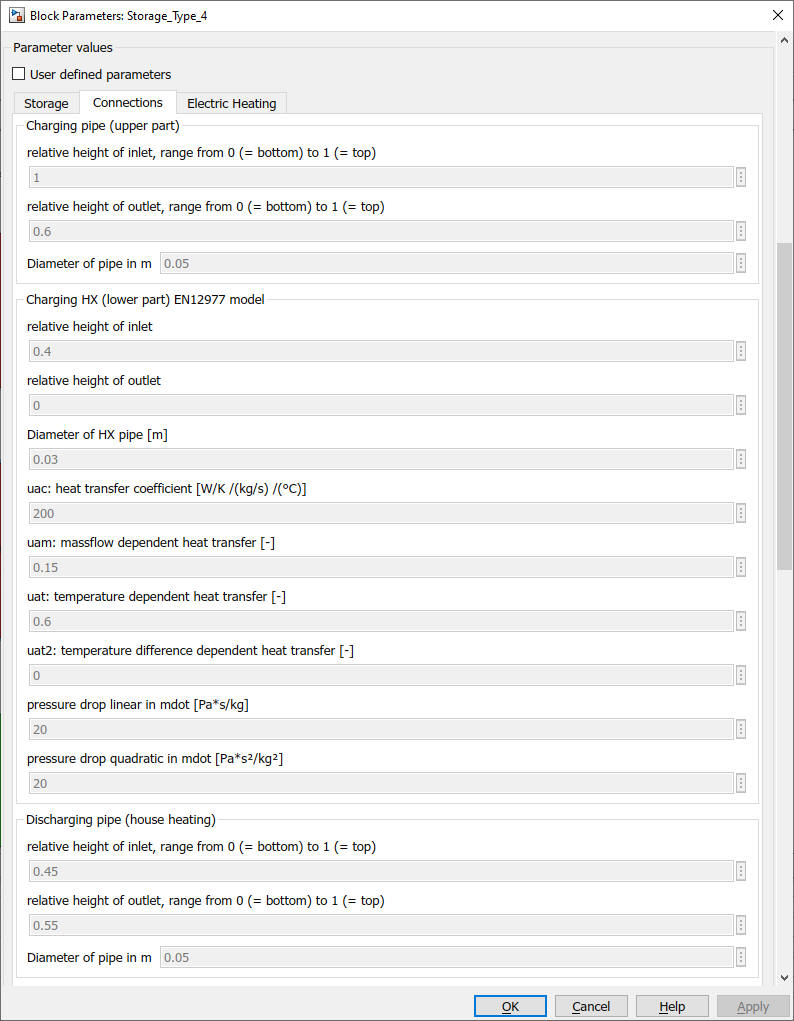 Block Parameters: Storage_Type_4
Parameter values
User defined parameters
Storage Connections Electric Heating
Charging pipe (upper part)
relative height of inlet, range from 0 (= bottom) to 1 (= top)
1
relative height of outlet, range from 0 (= bottom) to 1 (= top)
0.6
Diameter of pipe in m 0.05
Charging HX (lower part) EN12977 model
relative height of inlet
0.4
relative height of outlet
0
Diameter of HX pipe [m]
0.03
uac: heat transfer coefficient [W/K /(kg/s) /(°C)]
200
uam: massflow dependent heat transfer [-]
0.15
uat: temperature dependent heat transfer [-]
0.6
uat2: temperature difference dependent heat transfer [-]
0
pressure drop linear in mdot [Pa*s/kg]
20
pressure drop quadratic in mdot [Pa*s²/kg²]
20
Discharging pipe (house heating)
relative height of inlet, range from 0 (= bottom) to 1 (= top)
0.45
relative height of outlet, range from 0 (= bottom) to 1 (= top)
0.55
Diameter of pipe in m 0.05
OK Cancel Help Apply